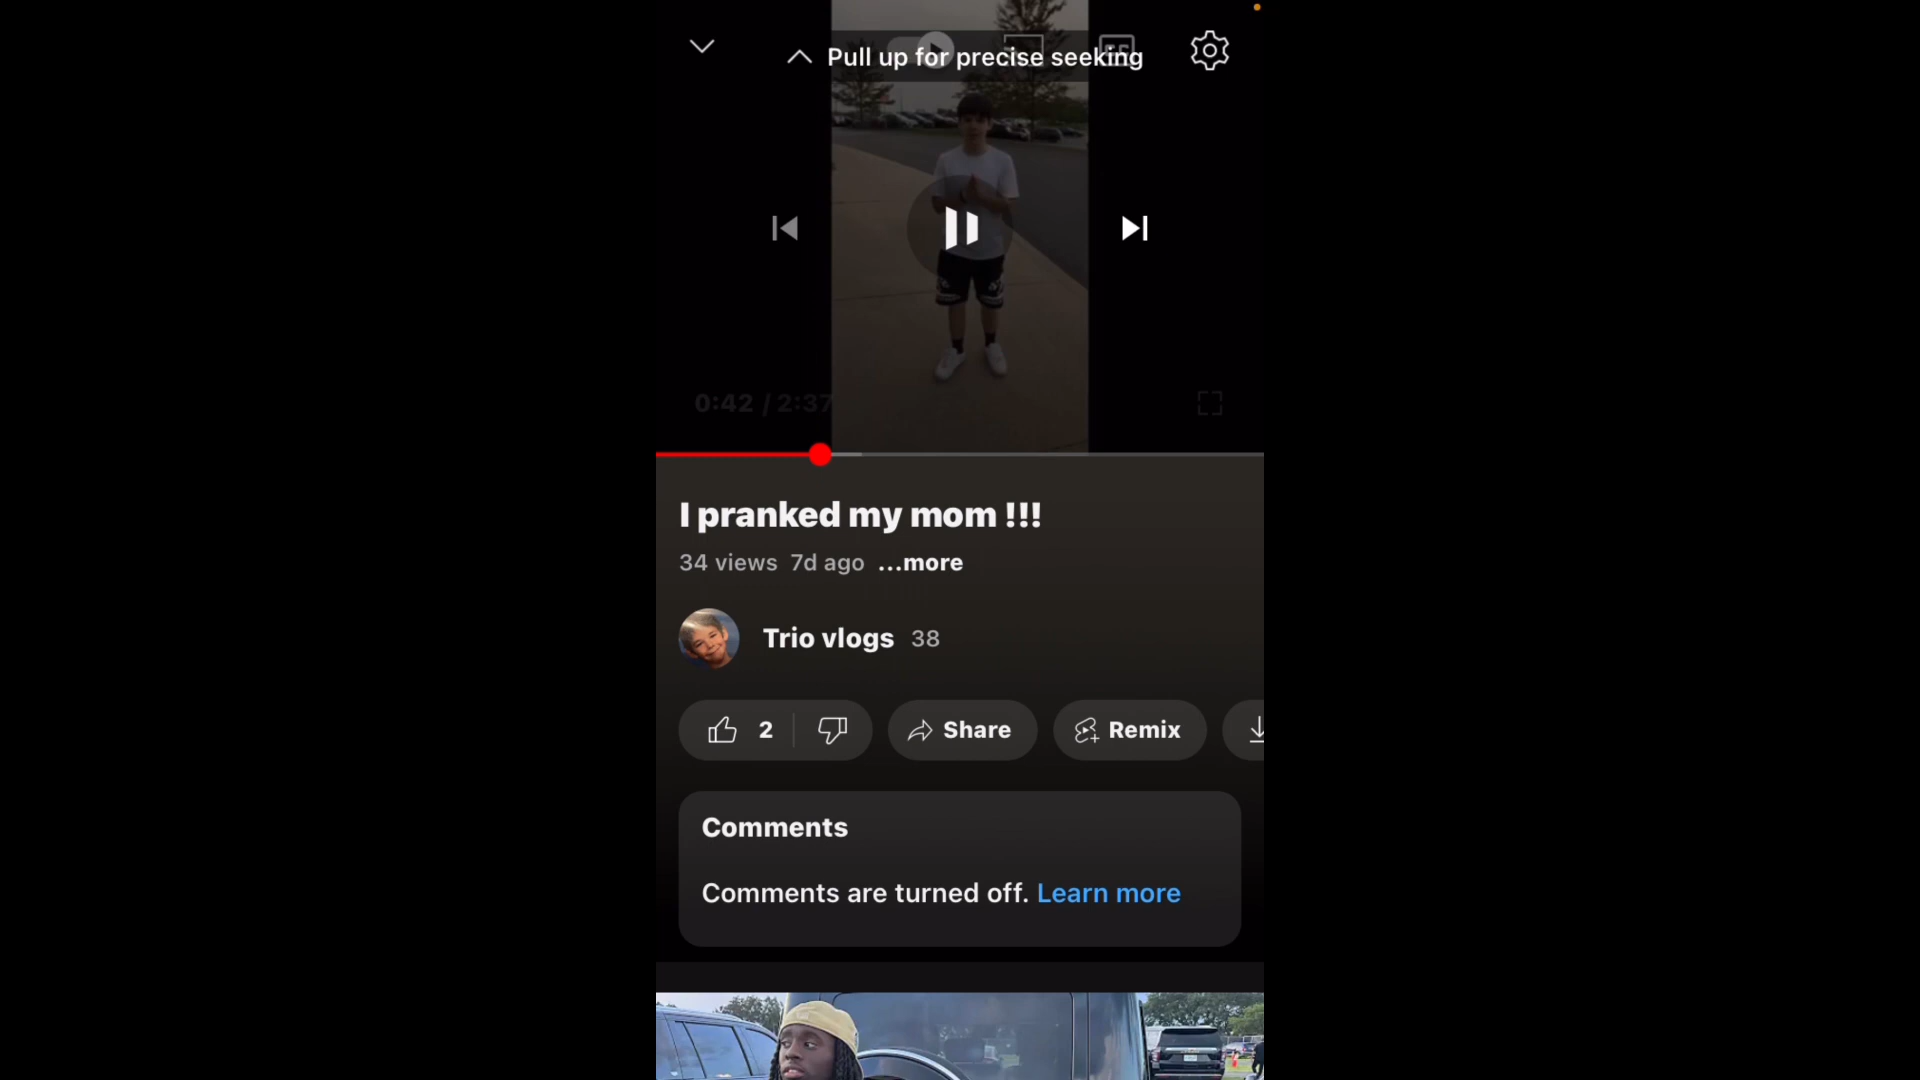 Pull up for precise seeking
0:42 / 2:37
I pranked my mom !!!
34 views 7d ago ...more
Trio vlogs 38
2 Share Remix
Comments
Comments are turned off. Learn more